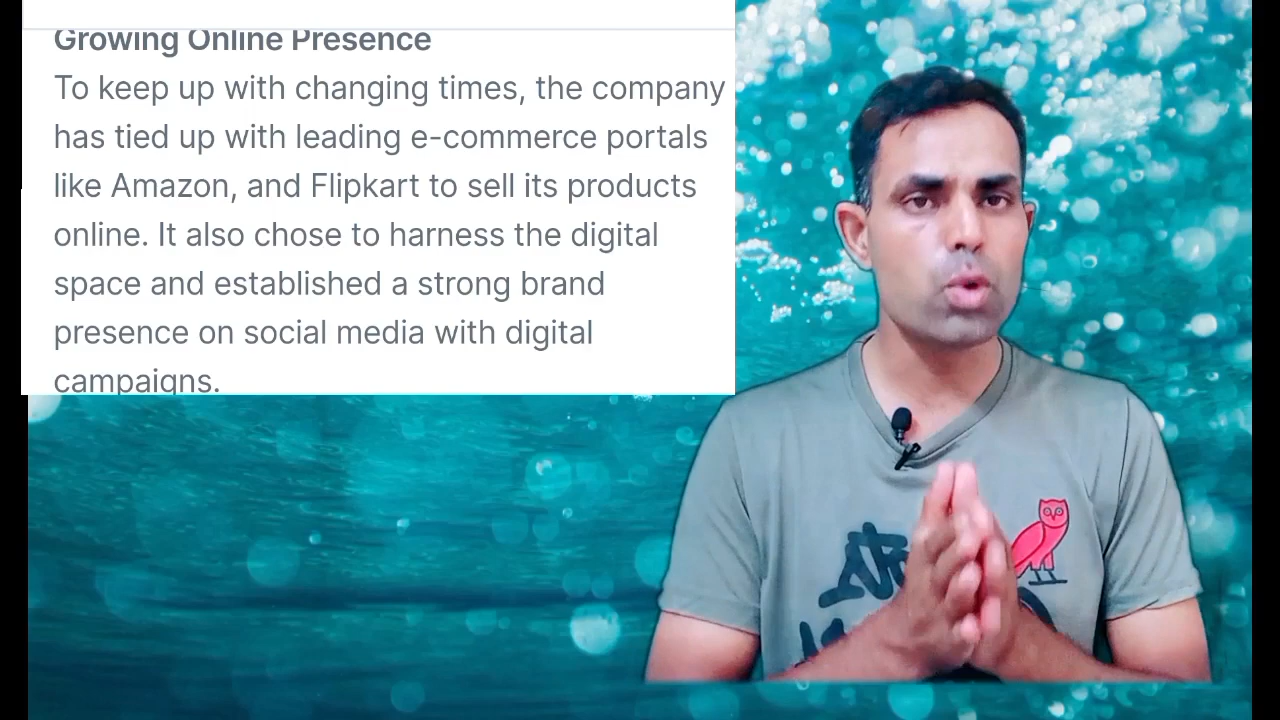 Growing Online Presence
To keep up with changing times, the company
has tied up with leading e-commerce portals
like Amazon, and Flipkart to sell its products
online. It also chose to harness the digital
space and established a strong brand
presence on social media with digital
campaigns.